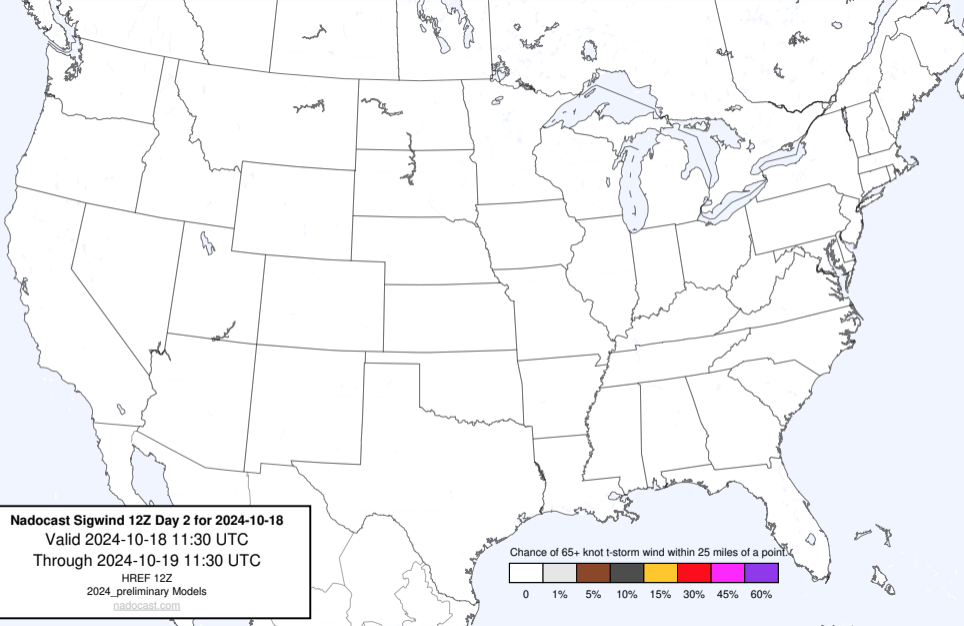 Nadocast Sigwind 12Z Day 2 for 2024-10-18
Valid 2024-10-18 11:30 UTC
Through 2024-10-19 11:30 UTC
HREF 12Z
2024_preliminary Models
nadocast.com
Chance of 65+ knot t-storm wind within 25 miles of a point.
0 1% 5% 10% 15% 30% 45% 60%